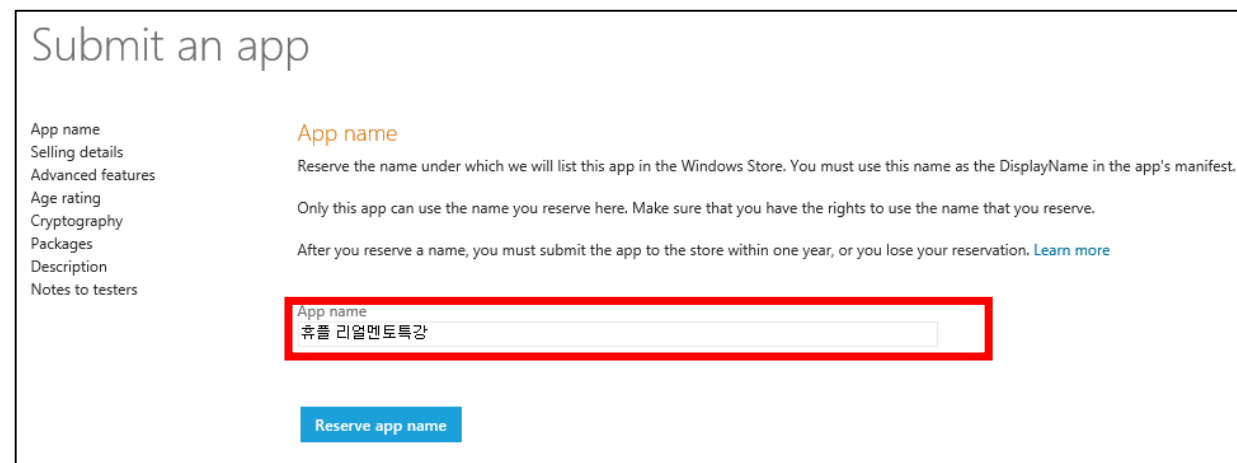 Submit an app
App name
Selling details
Advanced features
Age rating
Cryptography
Packages
Description
Notes to testers
App name
Reserve the name under which we will list this app in the Windows Store. You must use this name as the DisplayName in the app's manifest.
Only this app can use the name you reserve here. Make sure that you have the rights to use the name that you reserve.
After you reserve a name, you must submit the app to the store within one year, or you lose your reservation. Learn more
App name
휴플 리얼멘토특강
Reserve app name